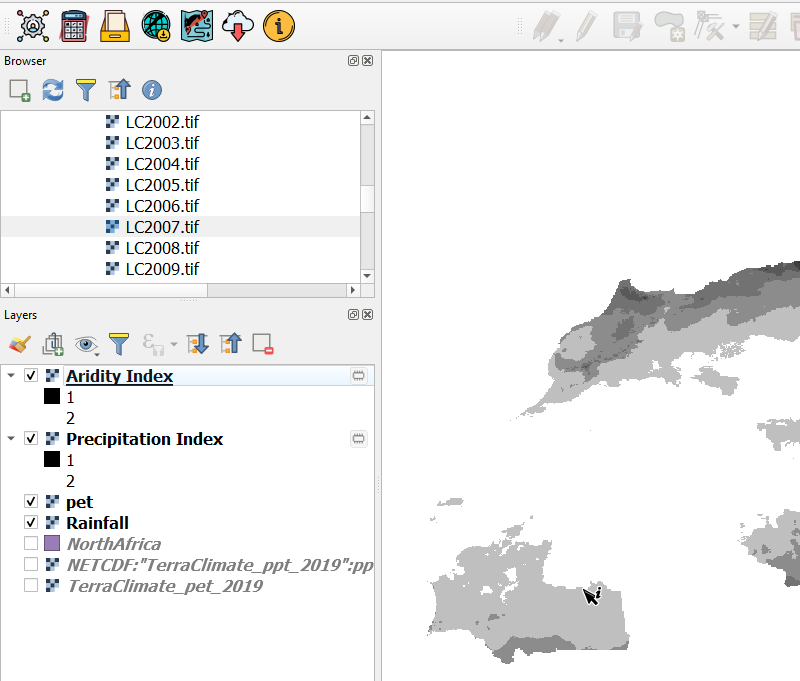 Browser
LC2002.tif
LC2003.tif
LC2004.tif
LC2005.tif
LC2006.tif
LC2007.tif
LC2008.tif
LC2009.tif
Layers
Aridity Index
1
2
Precipitation Index
1
2
pet
Rainfall
NorthAfrica
NETCDF:"TerraClimate_ppt_2019":pp
TerraClimate_pet_2019